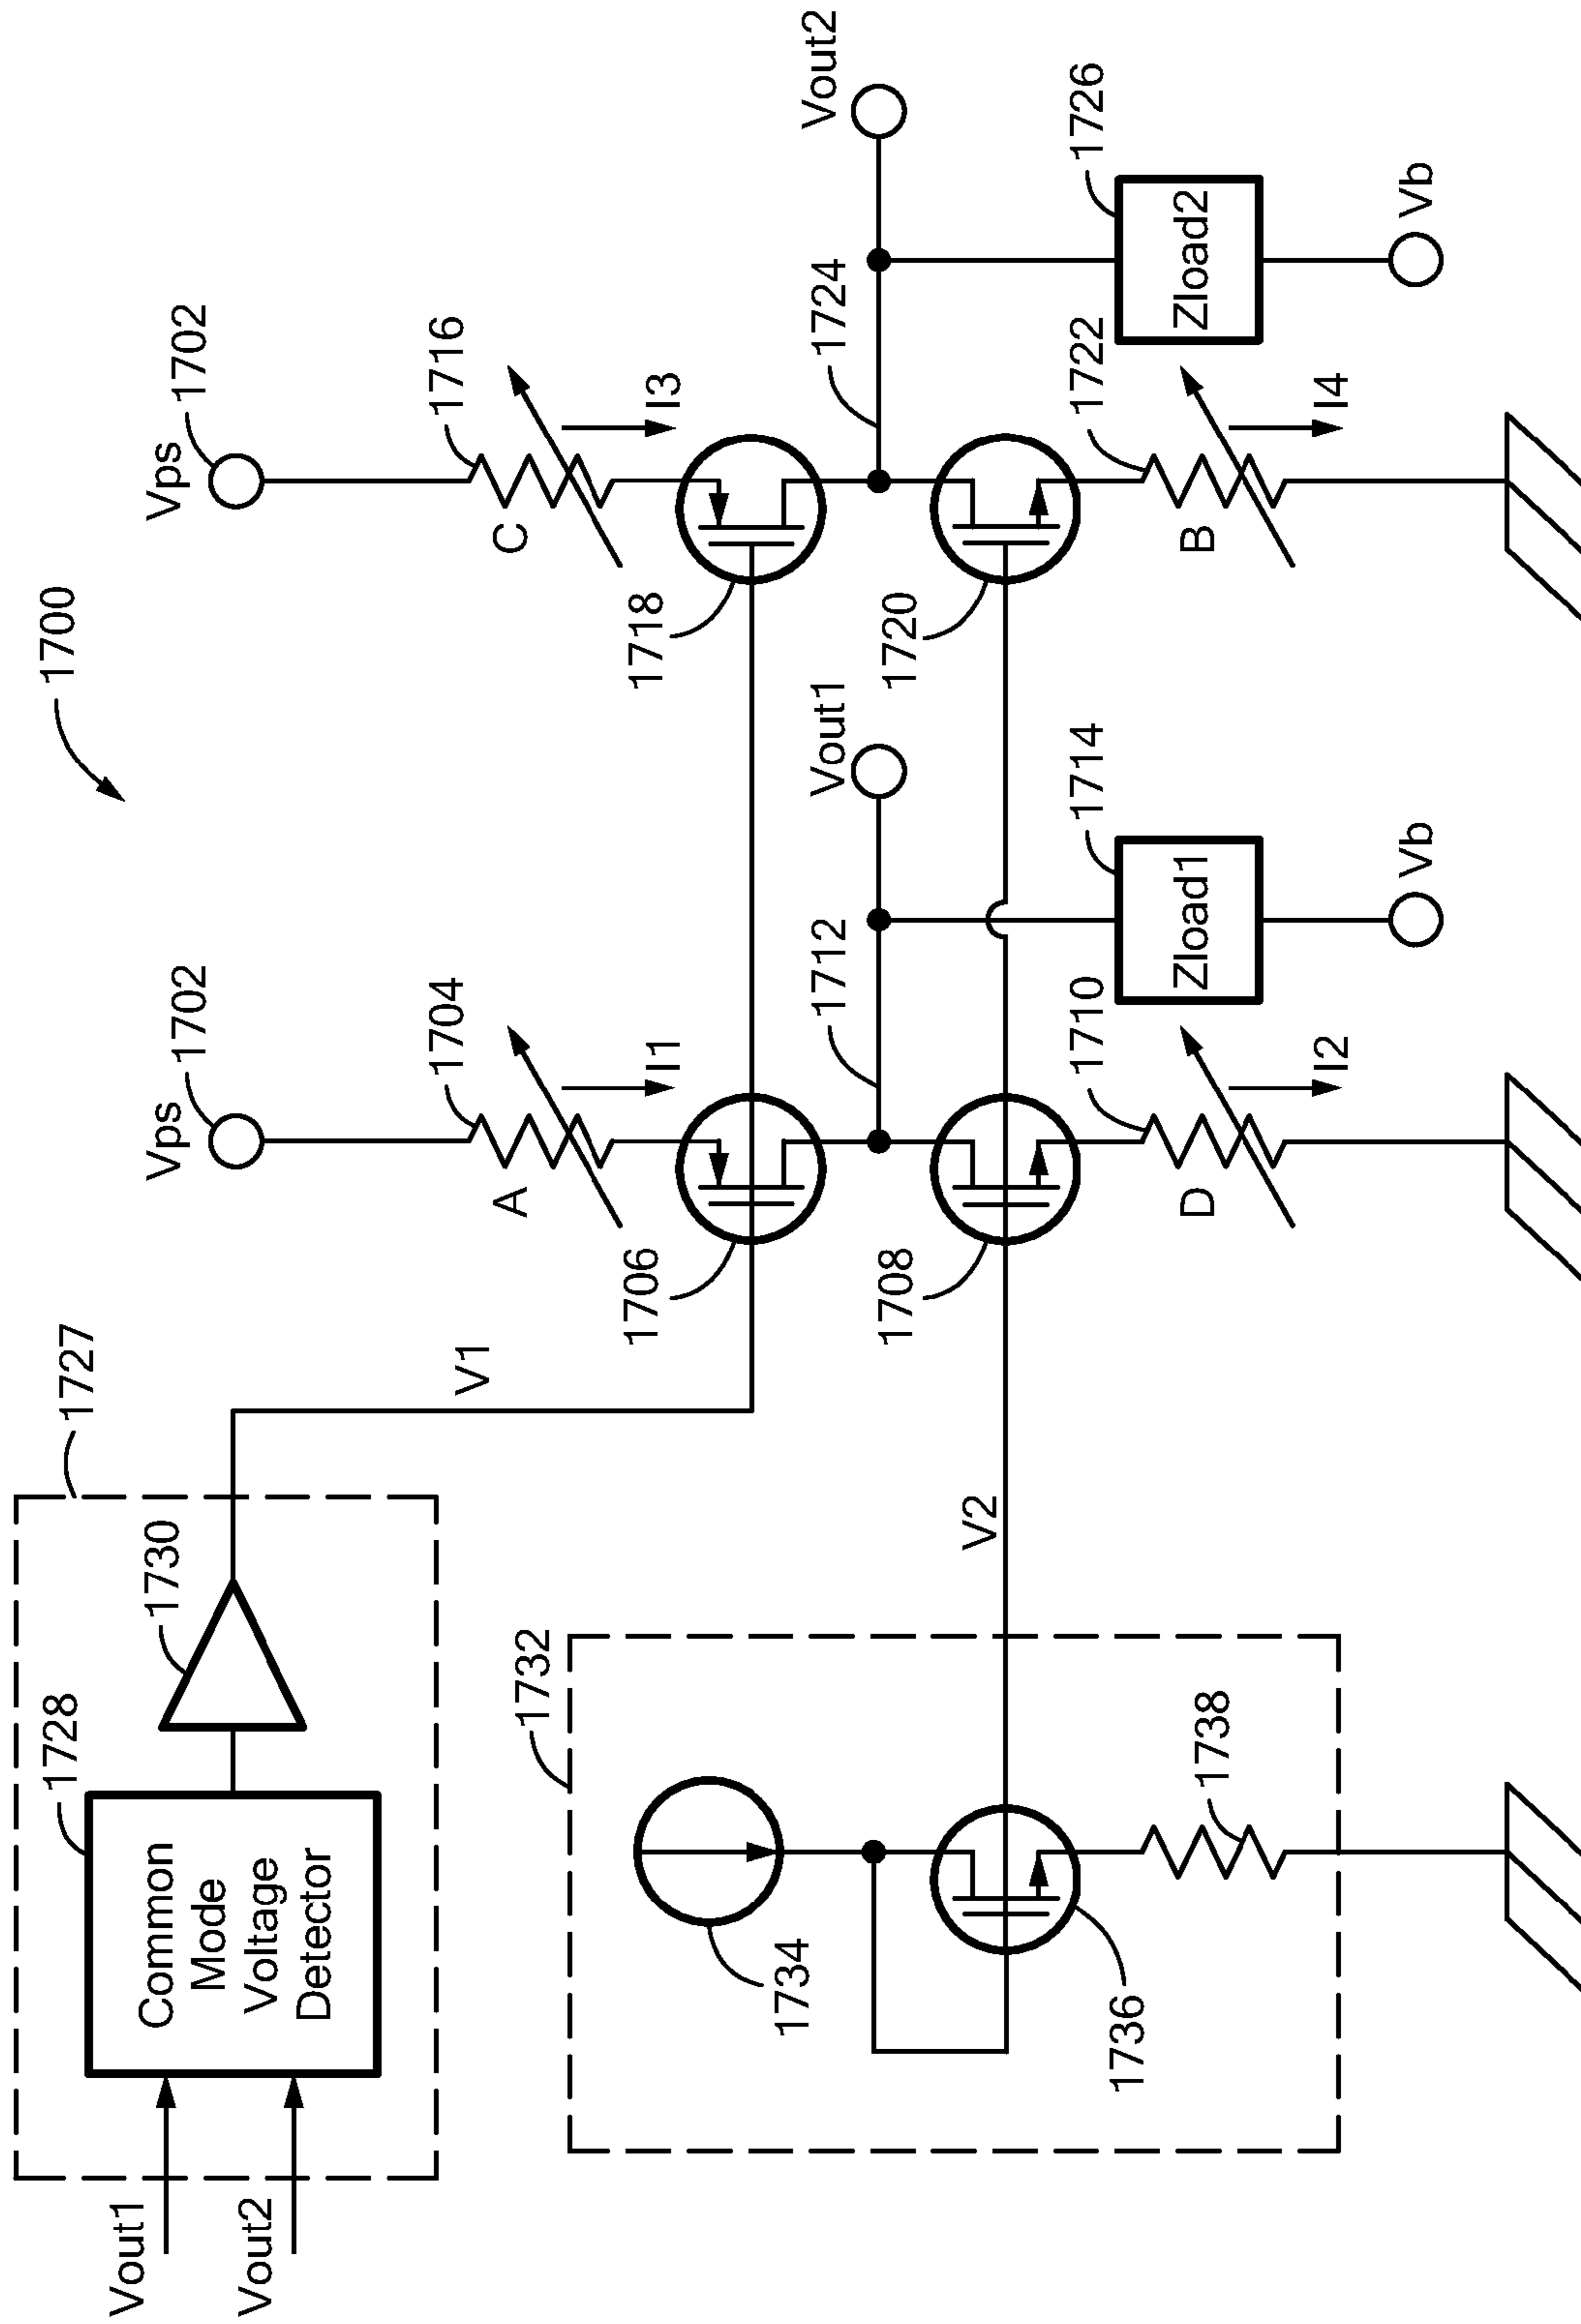 1700
1727
1728
1730
Common
Mode
Voltage
Detector
Vout1
Vout2
V1
Vps
1702
Vps
1702
A
1704
I1
C
1716
I3
1706
1718
1712
Vout1
1724
Vout2
1732
1734
V2
1736
1738
1708
1720
D
1710
I2
Zload1
1714
Vb
B
1722
I4
Zload2
1726
Vb